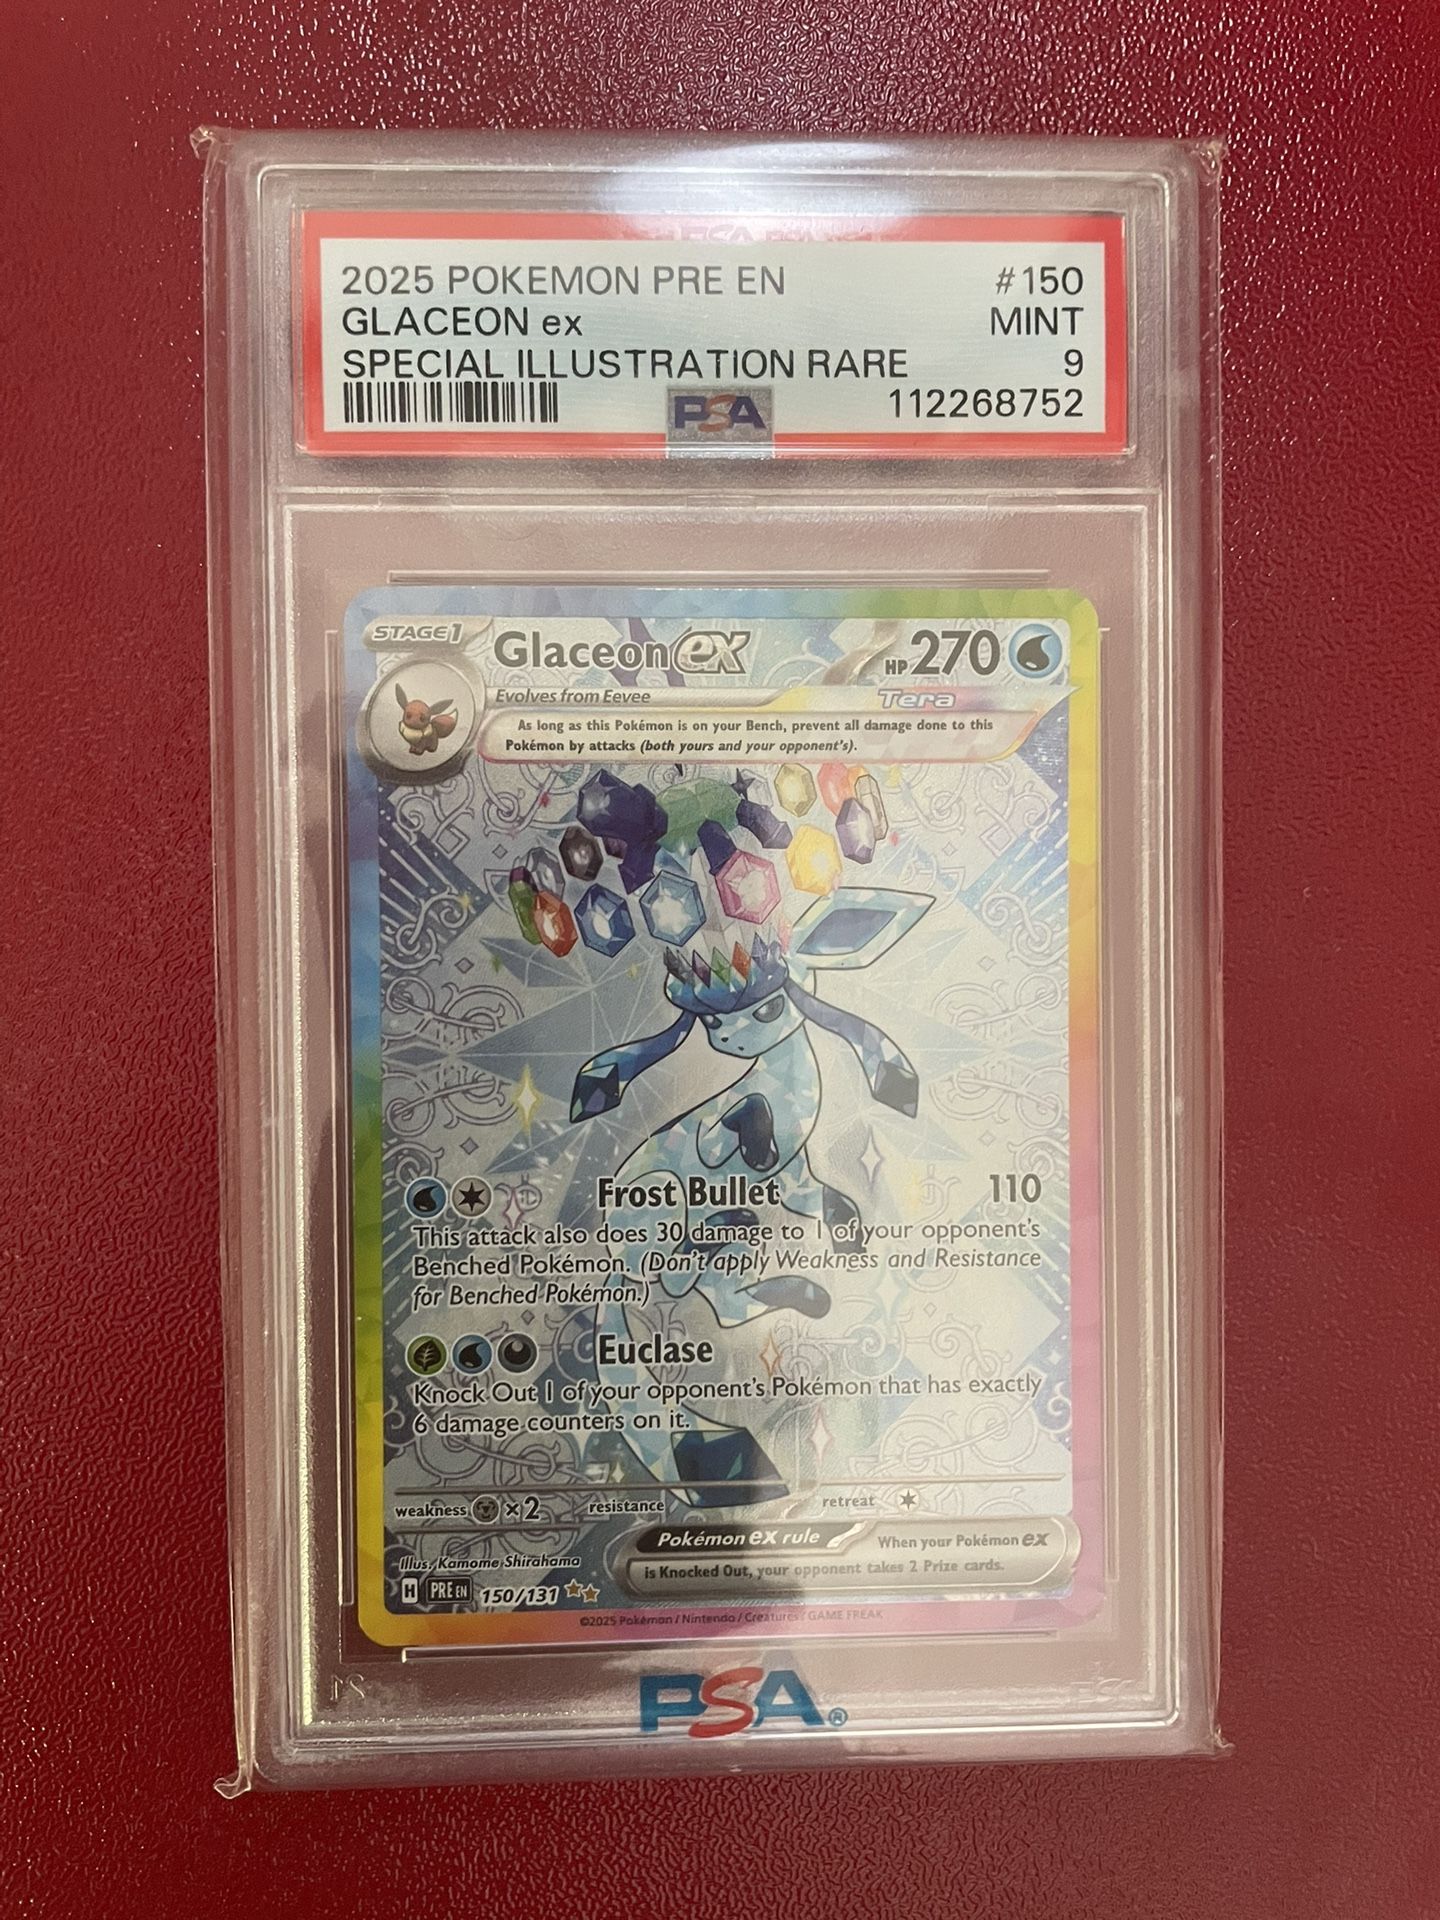 2025 POKEMON PRE EN #150
GLACEON ex MINT
SPECIAL ILLUSTRATION RARE 9
PSA 112268752
STAGE 1 Glaceon ex HP 270
Evolves from Eevee Tera
As long as this Pokémon is on your Bench, prevent all damage done to this
Pokémon by attacks (both yours and your opponent's).
Frost Bullet 110
This attack also does 30 damage to 1 of your opponent's
Benched Pokémon. (Don't apply Weakness and Resistance
for Benched Pokémon.)
Euclase
Knock Out 1 of your opponent's Pokémon that has exactly
6 damage counters on it.
weakness ×2 resistance retreat
Pokémon ex rule When your Pokémon ex
is Knocked Out, your opponent takes 2 Prize cards.
Illus. Kamome Shirahama
H PRE EN 150/131
©2025 Pokémon / Nintendo / Creatures / GAME FREAK
PSA®